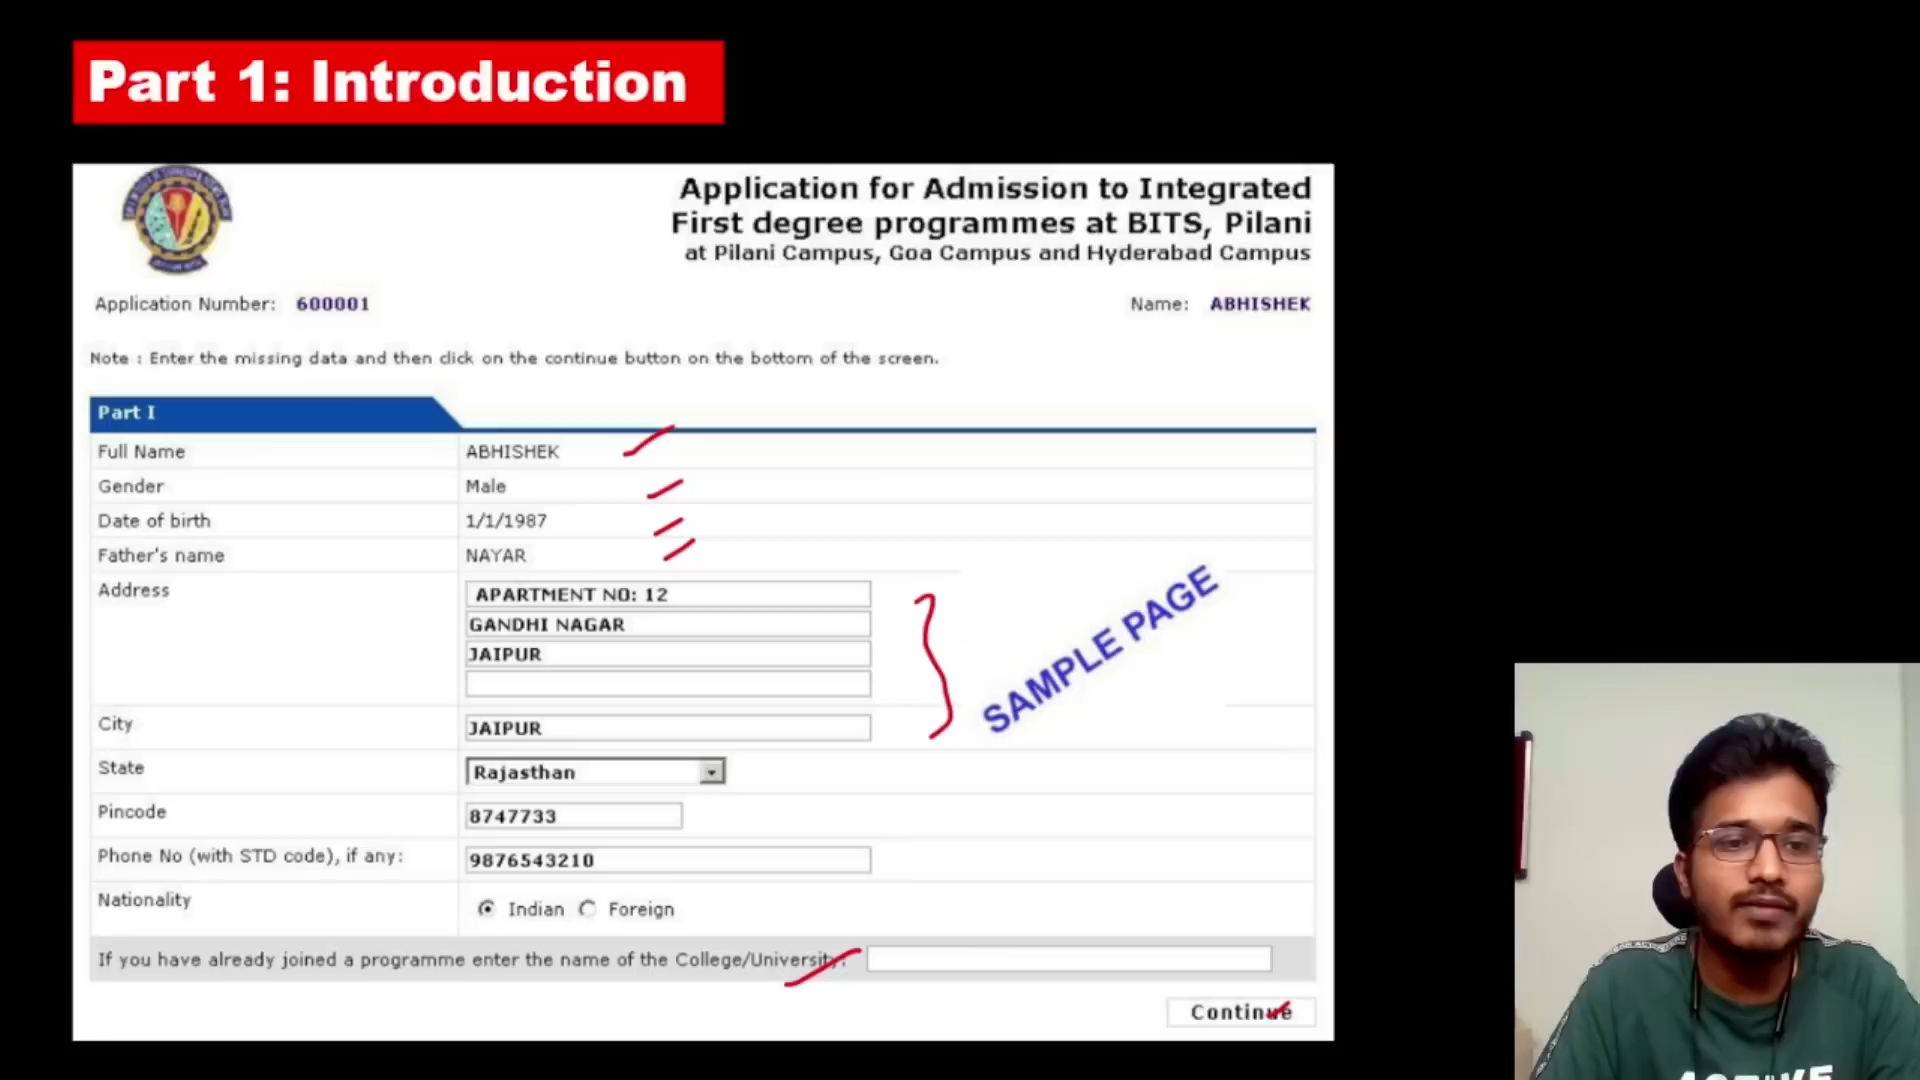 Part 1: Introduction
Application for Admission to Integrated
First degree programmes at BITS, Pilani
at Pilani Campus, Goa Campus and Hyderabad Campus
Application Number: 600001
Name: ABHISHEK
Note : Enter the missing data and then click on the continue button on the bottom of the screen.
Part I
Full Name ABHISHEK
Gender Male
Date of birth 1/1/1987
Father's name NAYAR
Address APARTMENT NO: 12
GANDHI NAGAR
JAIPUR
SAMPLE PAGE
City JAIPUR
State Rajasthan
Pincode 8747733
Phone No (with STD code), if any: 9876543210
Nationality Indian Foreign
If you have already joined a programme enter the name of the College/University:
Continue